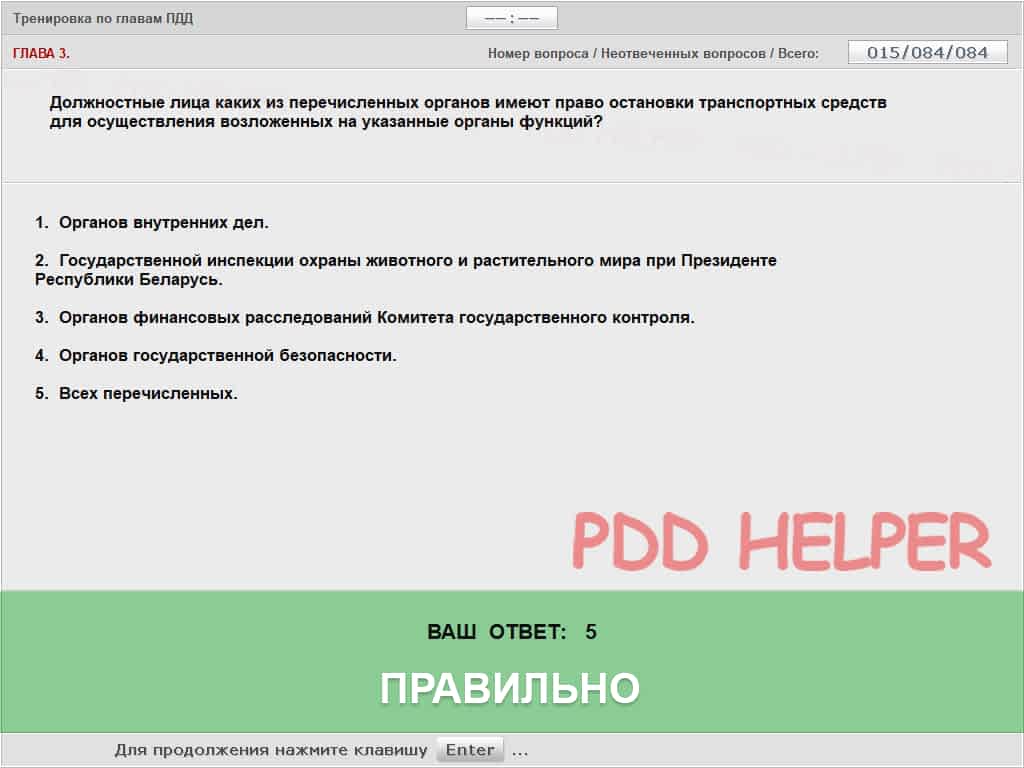 Тренировка по главам ПДД
––:––
ГЛАВА 3.
Номер вопроса / Неотвеченных вопросов / Всего:
015/084/084
Должностные лица каких из перечисленных органов имеют право остановки транспортных средств
для осуществления возложенных на указанные органы функций?
1. Органов внутренних дел.
2. Государственной инспекции охраны животного и растительного мира при Президенте
Республики Беларусь.
3. Органов финансовых расследований Комитета государственного контроля.
4. Органов государственной безопасности.
5. Всех перечисленных.
PDD HELPER
ВАШ ОТВЕТ: 5
ПРАВИЛЬНО
Для продолжения нажмите клавишу Enter ...